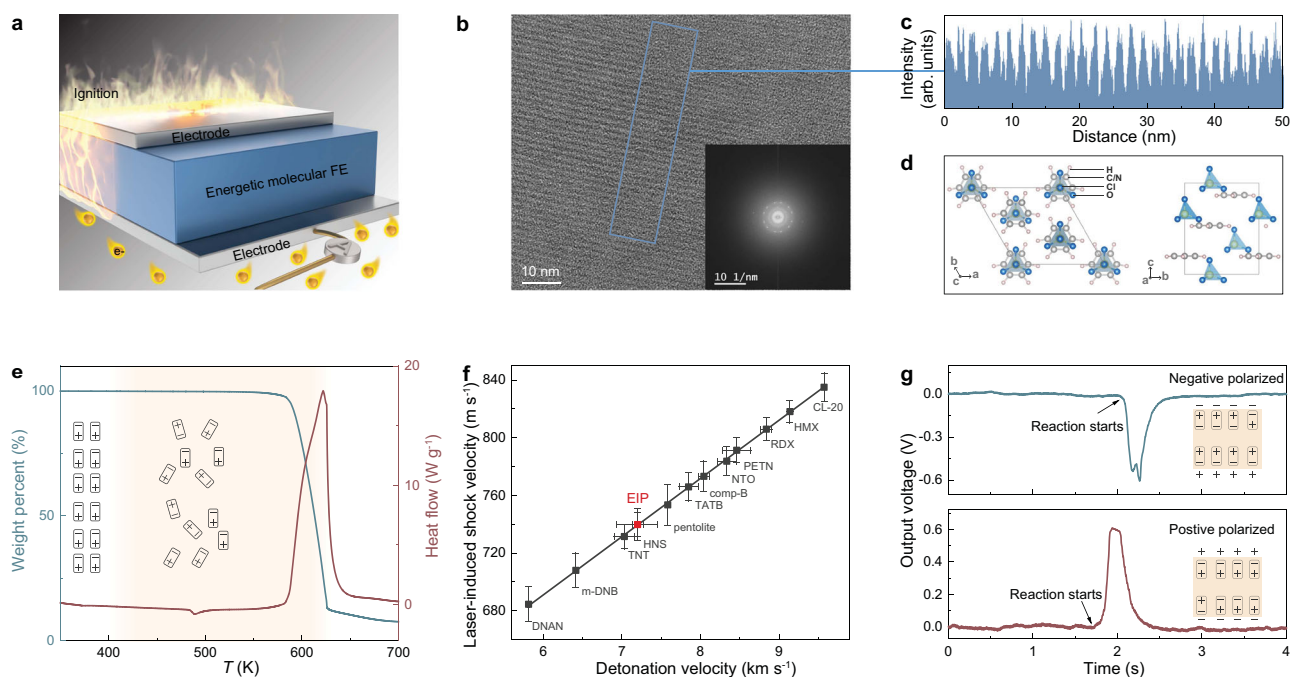 a
Ignition
Electrode
Energetic molecular FE
Electrode
e-
A
b
10 nm
10 1/nm
c
Intensity
(arb. units)
0 10 20 30 40 50
Distance (nm)
d
H
C/N
Cl
O
b
c a
c
a b
e
Weight percent (%)
100
50
0
20
10
0
Heat flow (W g⁻¹)
400 500 600 700
T (K)
f
Laser-induced shock velocity (m s⁻¹)
840
800
760
720
680
CL-20
HMX
RDX
PETN
NTO
comp-B
TATB
pentolite
EIP
HNS
TNT
m-DNB
DNAN
6 7 8 9
Detonation velocity (km s⁻¹)
g
Output voltage (V)
0.0
-0.3
-0.6
Negative polarized
Reaction starts
0.6
0.3
0.0
Postive polarized
Reaction starts
0 1 2 3 4
Time (s)